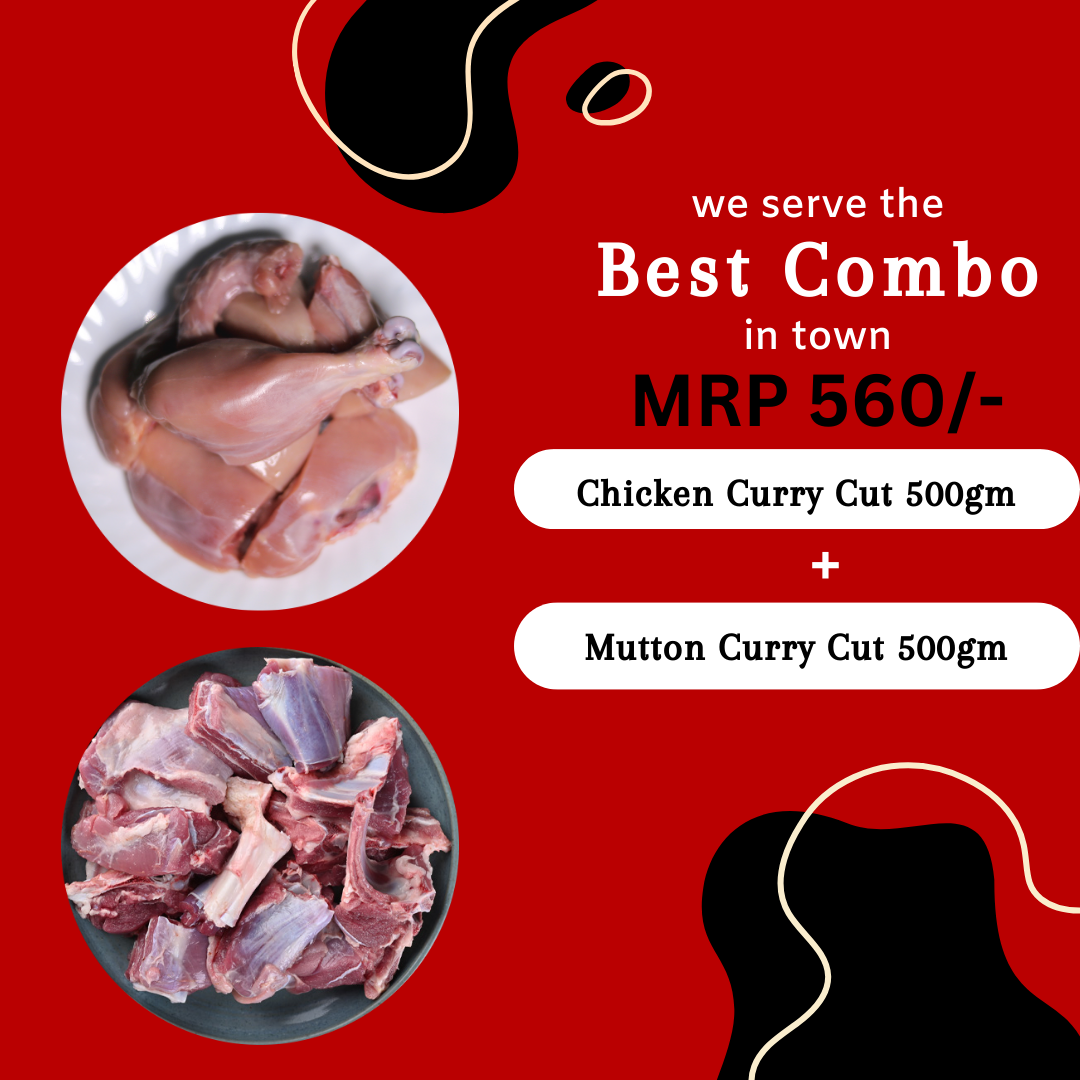 we serve the
Best Combo
in town
MRP 560/-
Chicken Curry Cut 500gm
+
Mutton Curry Cut 500gm